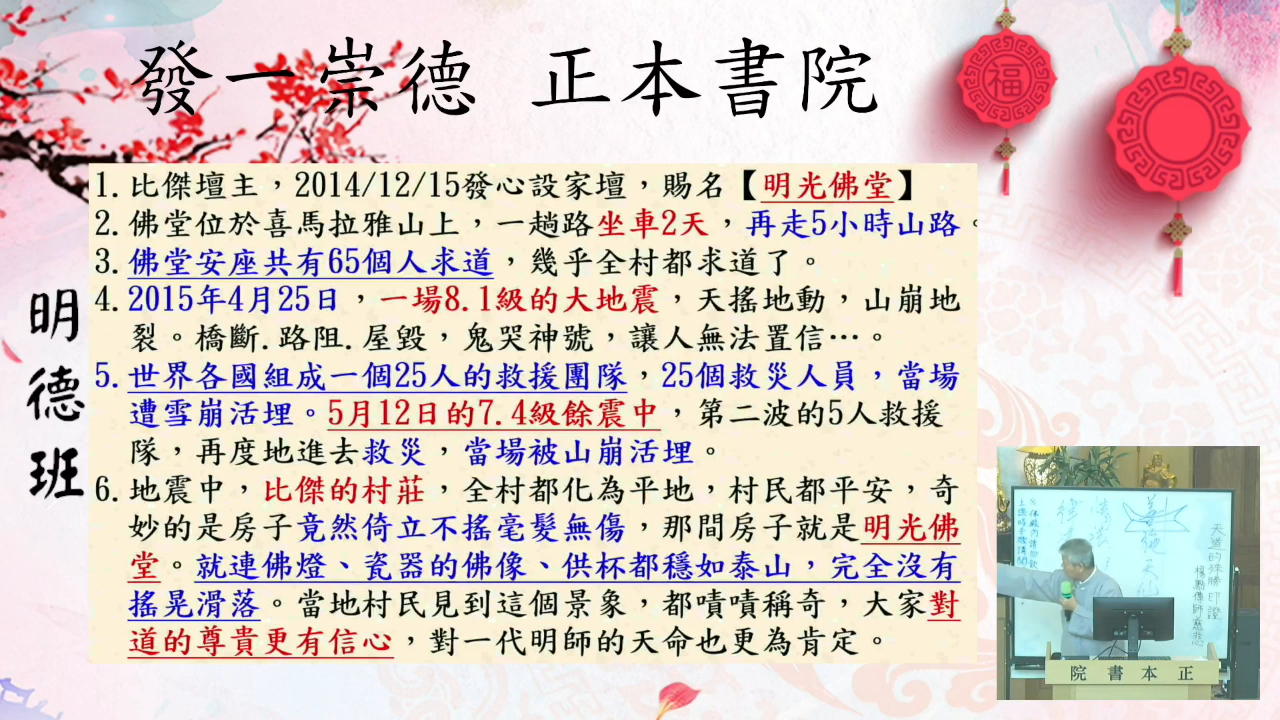 發一崇德 正本書院
福
明德班
1.比傑壇主，2014/12/15發心設家壇，賜名【明光佛堂】
2.佛堂位於喜馬拉雅山上，一趟路坐車2天，再走5小時山路。
3.佛堂安座共有65個人求道，幾乎全村都求道了。
4.2015年4月25日，一場8.1級的大地震，天搖地動，山崩地
裂。橋斷.路阻.屋毀，鬼哭神號，讓人無法置信…。
5.世界各國組成一個25人的救援團隊，25個救災人員，當場
遭雪崩活埋。5月12日的7.4級餘震中，第二波的5人救援
隊，再度地進去救災，當場被山崩活埋。
6.地震中，比傑的村莊，全村都化為平地，村民都平安，奇
妙的是房子竟然倚立不搖毫髮無傷，那間房子就是明光佛
堂。就連佛燈、瓷器的佛像、供杯都穩如泰山，完全沒有
搖晃滑落。當地村民見到這個景象，都嘖嘖稱奇，大家對
道的尊貴更有信心，對一代明師的天命也更為肯定。
天道的殊勝印證
院書本正